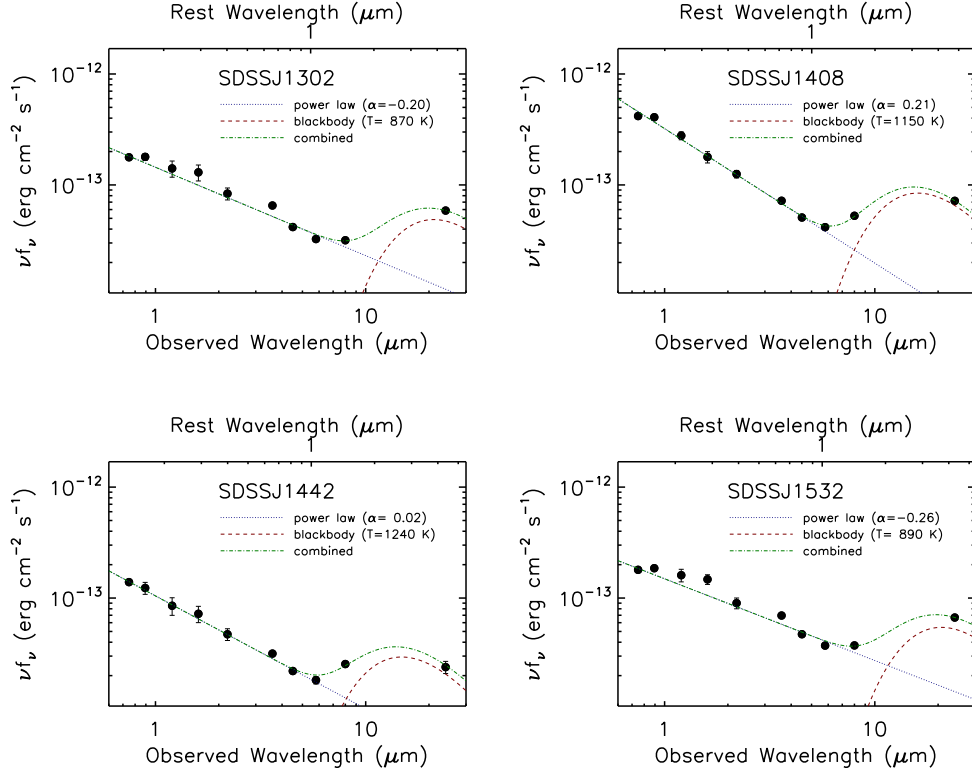 Rest Wavelength (μm)
1
SDSSJ1302
power law (α=−0.20)
blackbody (T= 870 K)
combined
10⁻¹²
10⁻¹³
νfν (erg cm⁻² s⁻¹)
1 10
Observed Wavelength (μm)
Rest Wavelength (μm)
1
SDSSJ1408
power law (α= 0.21)
blackbody (T=1150 K)
combined
10⁻¹²
10⁻¹³
νfν (erg cm⁻² s⁻¹)
1 10
Observed Wavelength (μm)
Rest Wavelength (μm)
1
SDSSJ1442
power law (α= 0.02)
blackbody (T=1240 K)
combined
10⁻¹²
10⁻¹³
νfν (erg cm⁻² s⁻¹)
1 10
Observed Wavelength (μm)
Rest Wavelength (μm)
1
SDSSJ1532
power law (α=−0.26)
blackbody (T= 890 K)
combined
10⁻¹²
10⁻¹³
νfν (erg cm⁻² s⁻¹)
1 10
Observed Wavelength (μm)